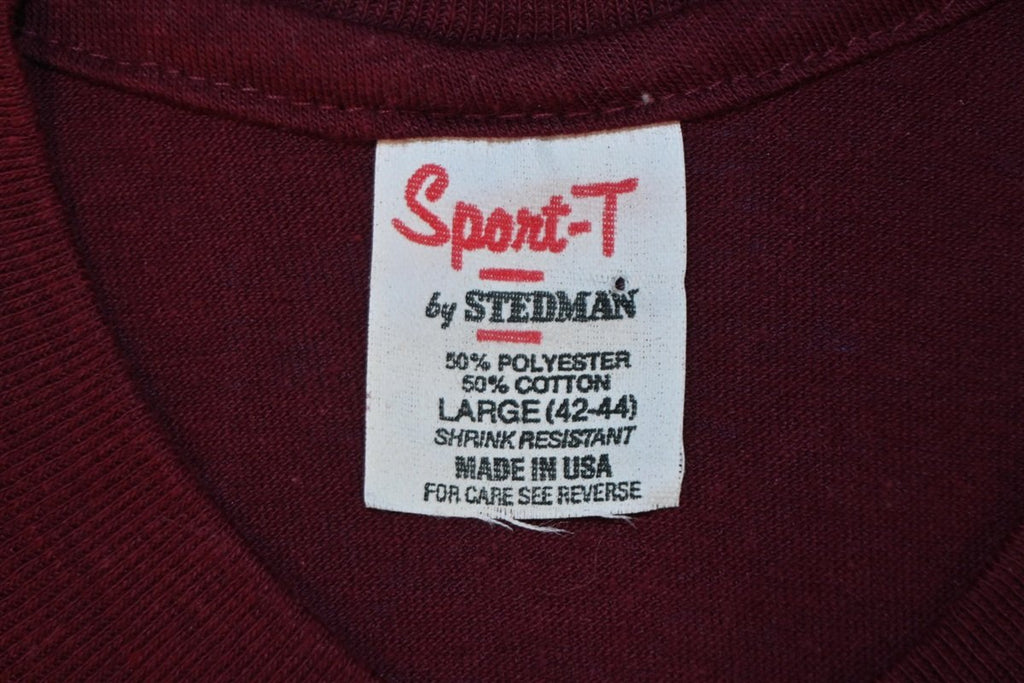 Sport-T
by STEDMAN
50% POLYESTER
50% COTTON
LARGE (42-44)
SHRINK RESISTANT
MADE IN USA
FOR CARE SEE REVERSE